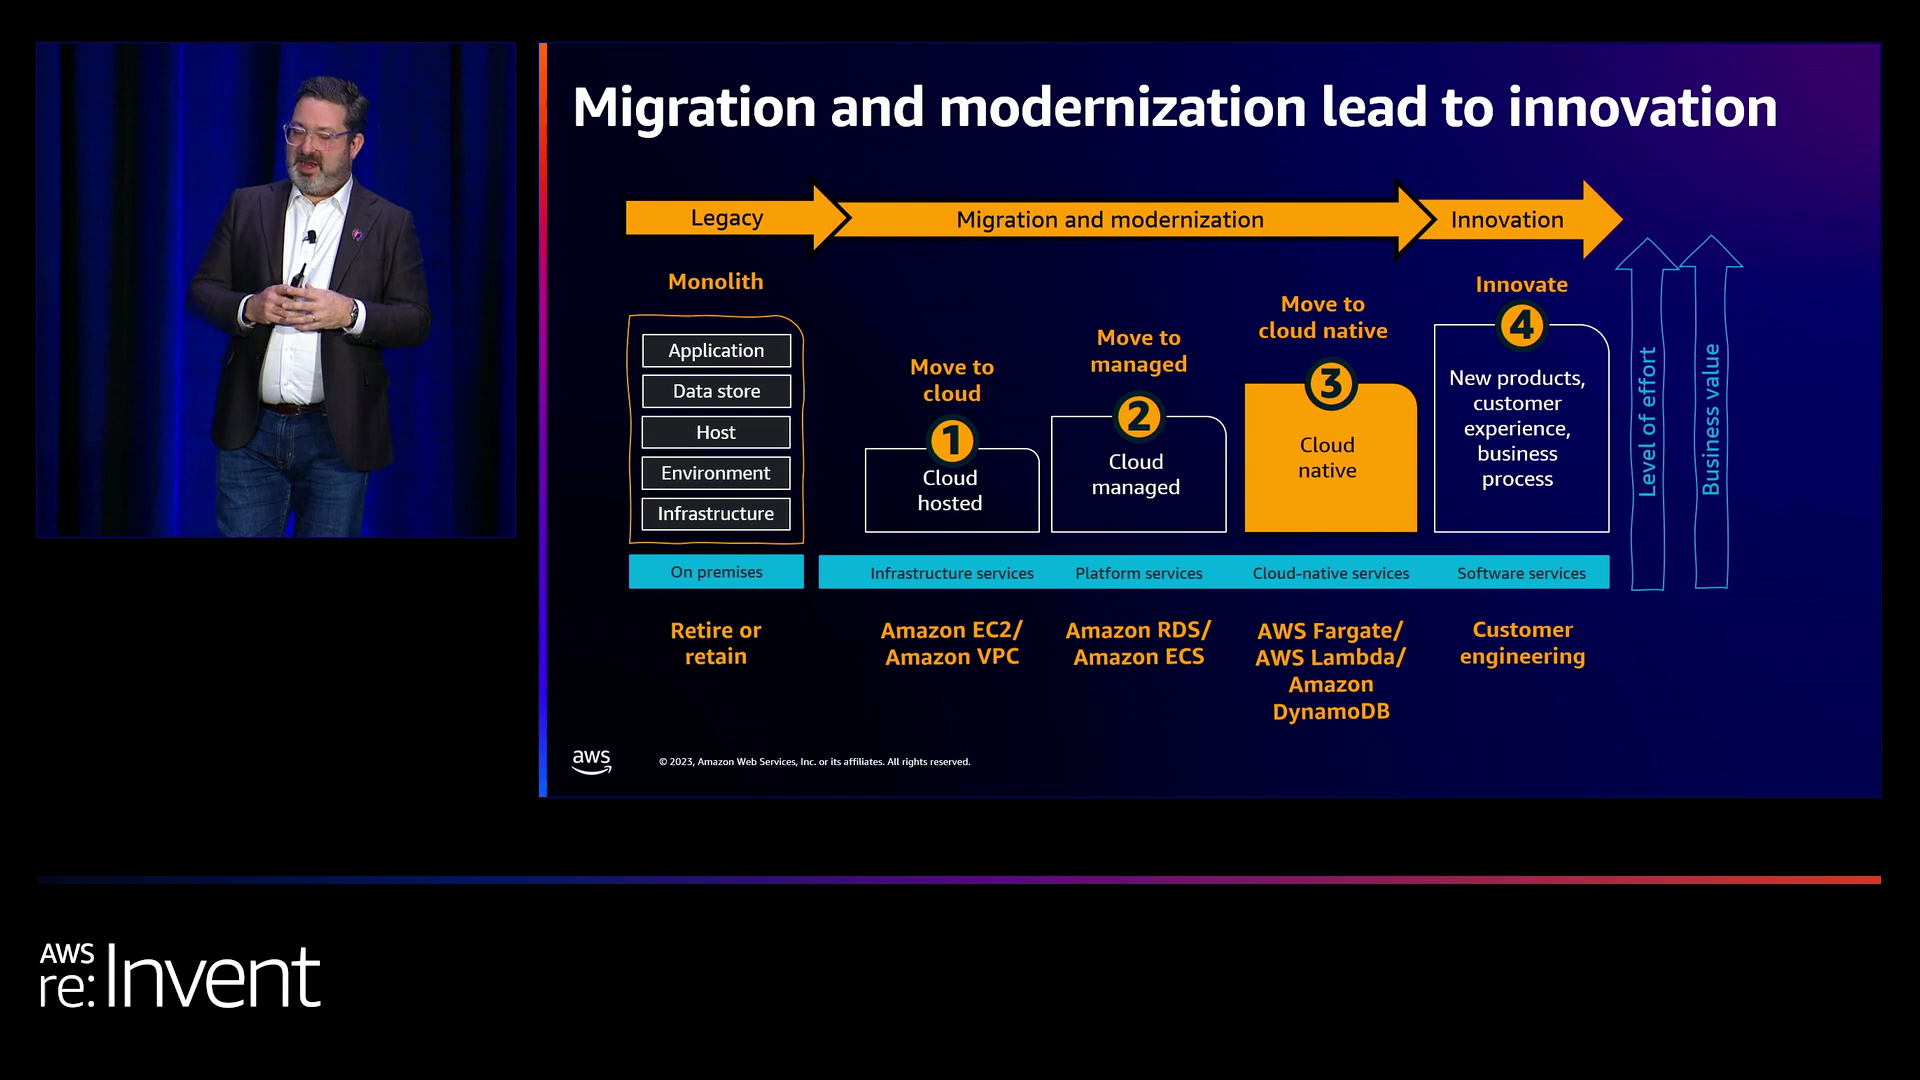 Migration and modernization lead to innovation
Legacy
Migration and modernization
Innovation
Monolith
Application
Data store
Host
Environment
Infrastructure
Move to
cloud
1
Cloud
hosted
Move to
managed
2
Cloud
managed
Move to
cloud native
3
Cloud
native
Innovate
4
New products,
customer
experience,
business
process
Level of effort
Business value
On premises
Infrastructure services
Platform services
Cloud-native services
Software services
Retire or
retain
Amazon EC2/
Amazon VPC
Amazon RDS/
Amazon ECS
AWS Fargate/
AWS Lambda/
Amazon
DynamoDB
Customer
engineering
aws
© 2023, Amazon Web Services, Inc. or its affiliates. All rights reserved.
AWS
re:Invent